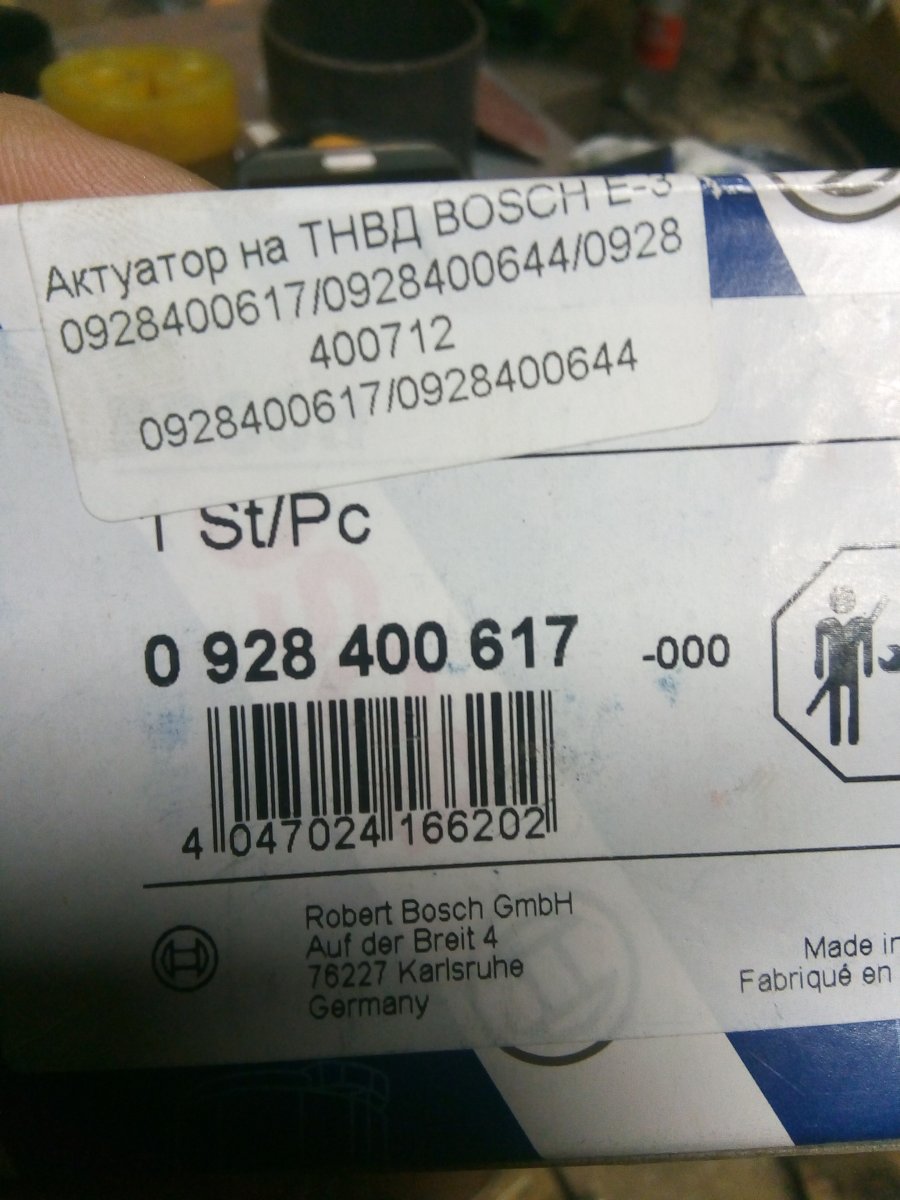 Актуатор на ТНВД BOSCH E-3
0928400617/0928400644/0928
400712
0928400617/0928400644
1 St/Pc
0 928 400 617 -000
4 047024 166202
Robert Bosch GmbH
Auf der Breit 4
76227 Karlsruhe
Germany
Made in
Fabriqué en